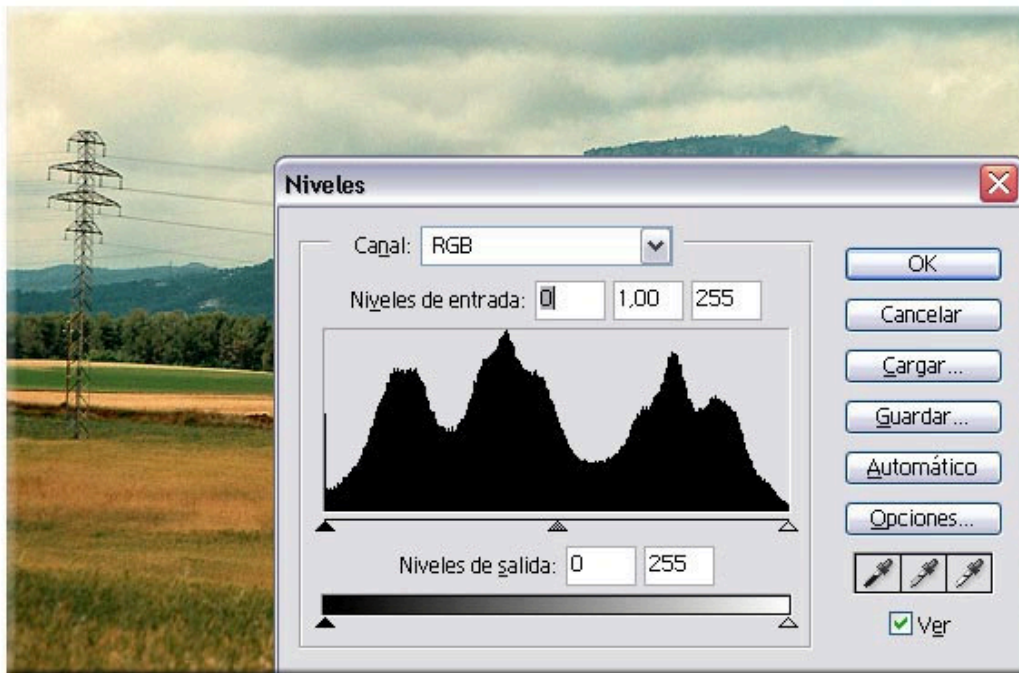 Niveles
Canal: RGB
Niveles de entrada: 0 1,00 255
Niveles de salida: 0 255
OK
Cancelar
Cargar...
Guardar...
Automático
Opciones...
Ver